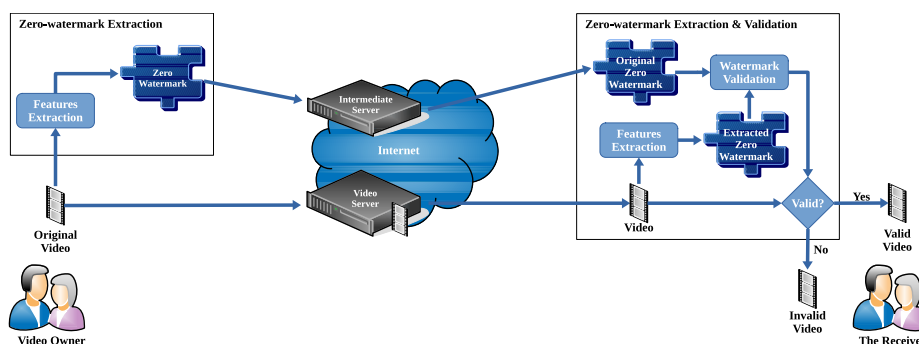 Zero-watermark Extraction
Zero
Watermark
Features
Extraction
Original
Video
Video Owner
Intermediate
Server
Internet
Video
Server
Zero-watermark Extraction & Validation
Original
Zero
Watermark
Watermark
Validation
Features
Extraction
Extracted
Zero
Watermark
Video
Valid?
Yes
No
Valid
Video
Invalid
Video
The Receive